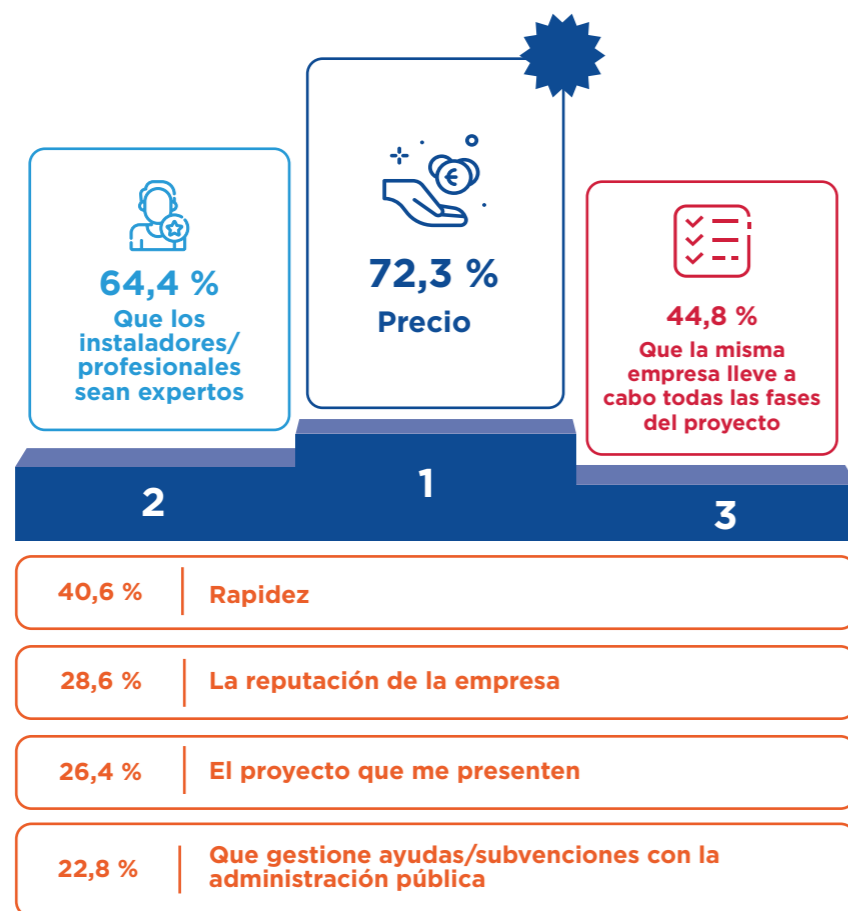 64,4 %
Que los
instaladores/
profesionales
sean expertos
€
72,3 %
Precio
44,8 %
Que la misma
empresa lleve a
cabo todas las fases
del proyecto
2
1
3
40,6 %
Rapidez
28,6 %
La reputación de la empresa
26,4 %
El proyecto que me presenten
22,8 %
Que gestione ayudas/subvenciones con la
administración pública